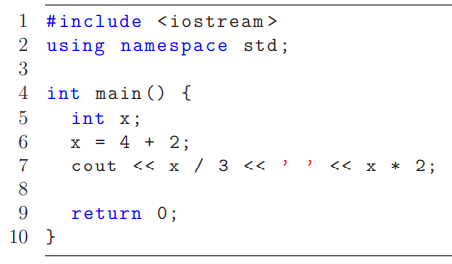 1 #include <iostream>
2 using namespace std;
3
4 int main() {
5   int x;
6   x = 4 + 2;
7   cout << x / 3 << ' ' << x * 2;
8
9   return 0;
10 }